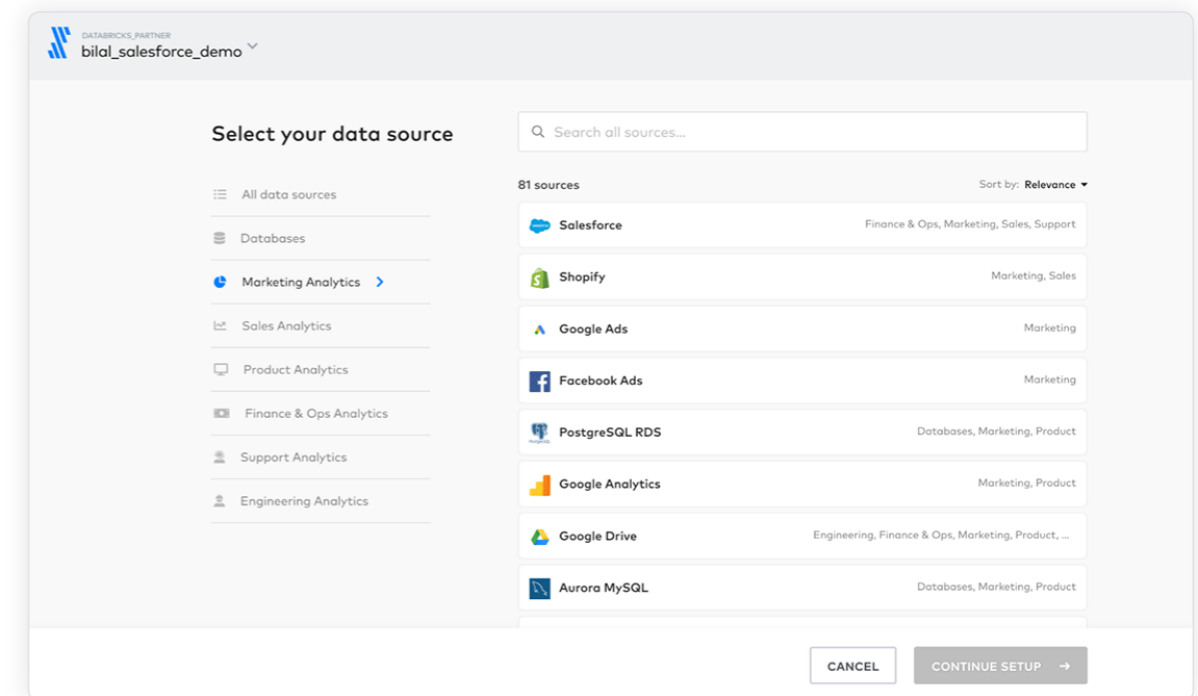 DATABRICKS_PARTNER
bilal_salesforce_demo
Select your data source
All data sources
Databases
Marketing Analytics
Sales Analytics
Product Analytics
Finance & Ops Analytics
Support Analytics
Engineering Analytics
Search all sources...
81 sources
Sort by: Relevance
Salesforce Finance & Ops, Marketing, Sales, Support
Shopify Marketing, Sales
Google Ads Marketing
Facebook Ads Marketing
PostgreSQL RDS Databases, Marketing, Product
Google Analytics Marketing, Product
Google Drive Engineering, Finance & Ops, Marketing, Product, ...
Aurora MySQL Databases, Marketing, Product
CANCEL
CONTINUE SETUP →